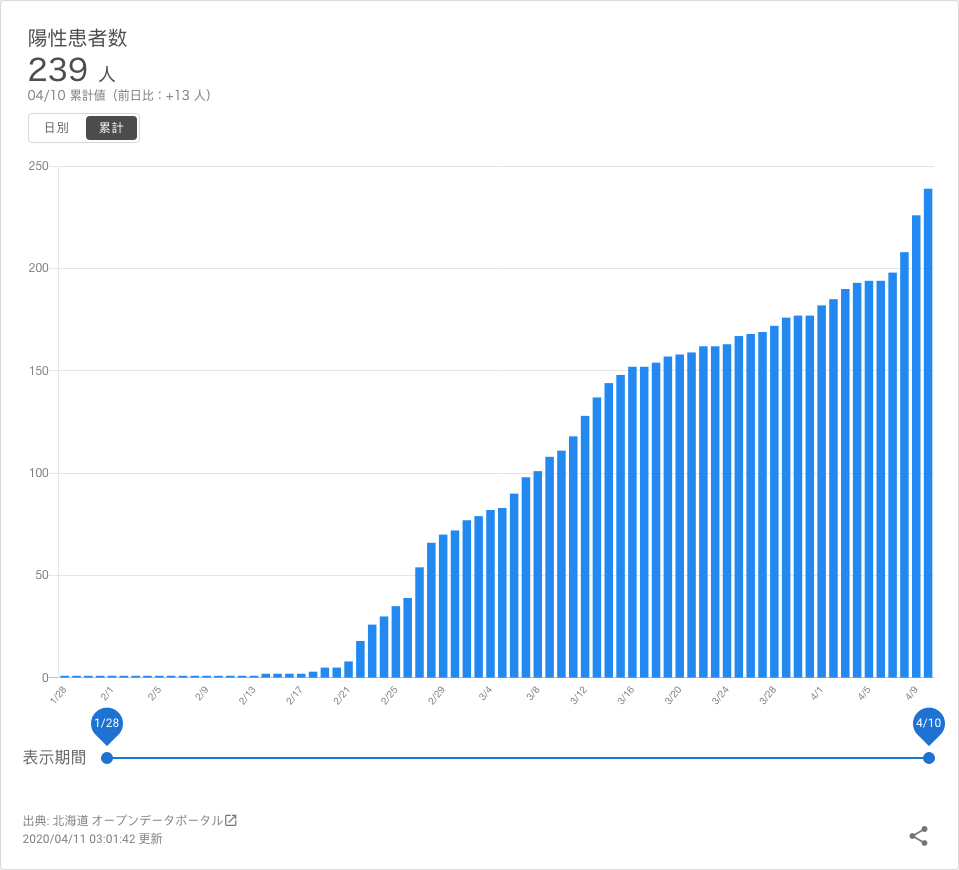 陽性患者数
239 人
04/10 累計値（前日比：+13 人）
日別 累計
250
200
150
100
50
0
1/28 2/1 2/5 2/9 2/13 2/17 2/21 2/25 2/29 3/4 3/8 3/12 3/16 3/20 3/24 3/28 4/1 4/5 4/9
1/28 4/10
表示期間
出典: 北海道 オープンデータポータル
2020/04/11 03:01:42 更新